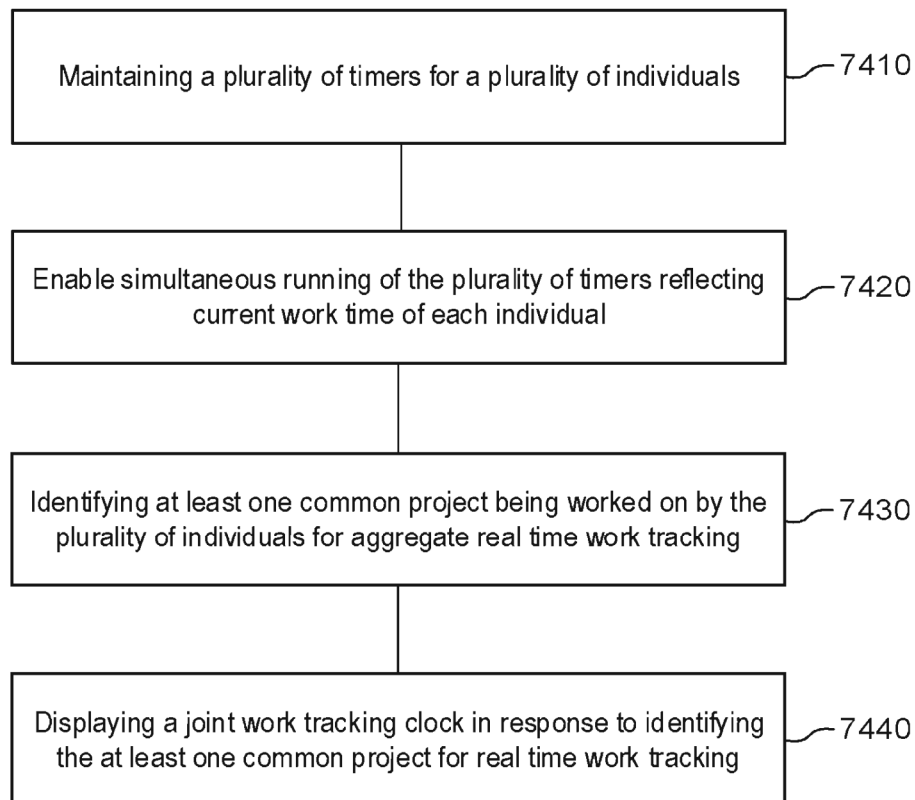 Maintaining a plurality of timers for a plurality of individuals
7410
Enable simultaneous running of the plurality of timers reflecting
current work time of each individual
7420
Identifying at least one common project being worked on by the
plurality of individuals for aggregate real time work tracking
7430
Displaying a joint work tracking clock in response to identifying
the at least one common project for real time work tracking
7440